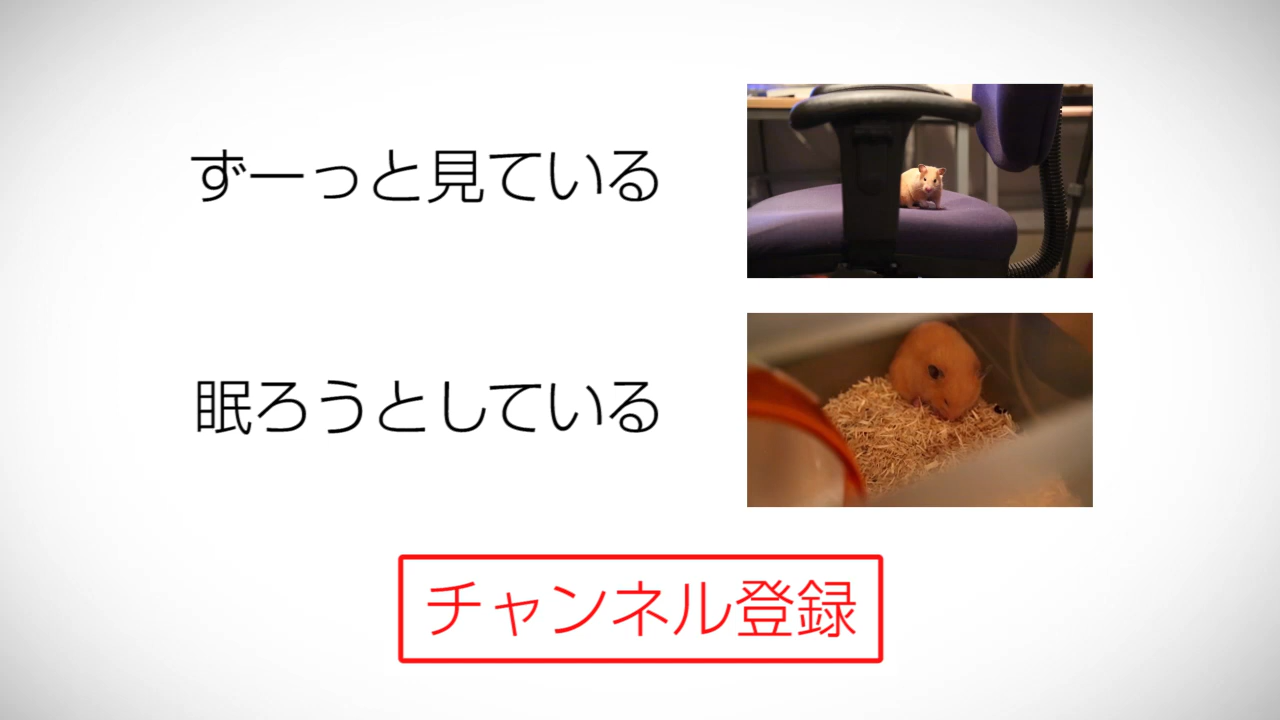 ずーっと見ている
眠ろうとしている
チャンネル登録